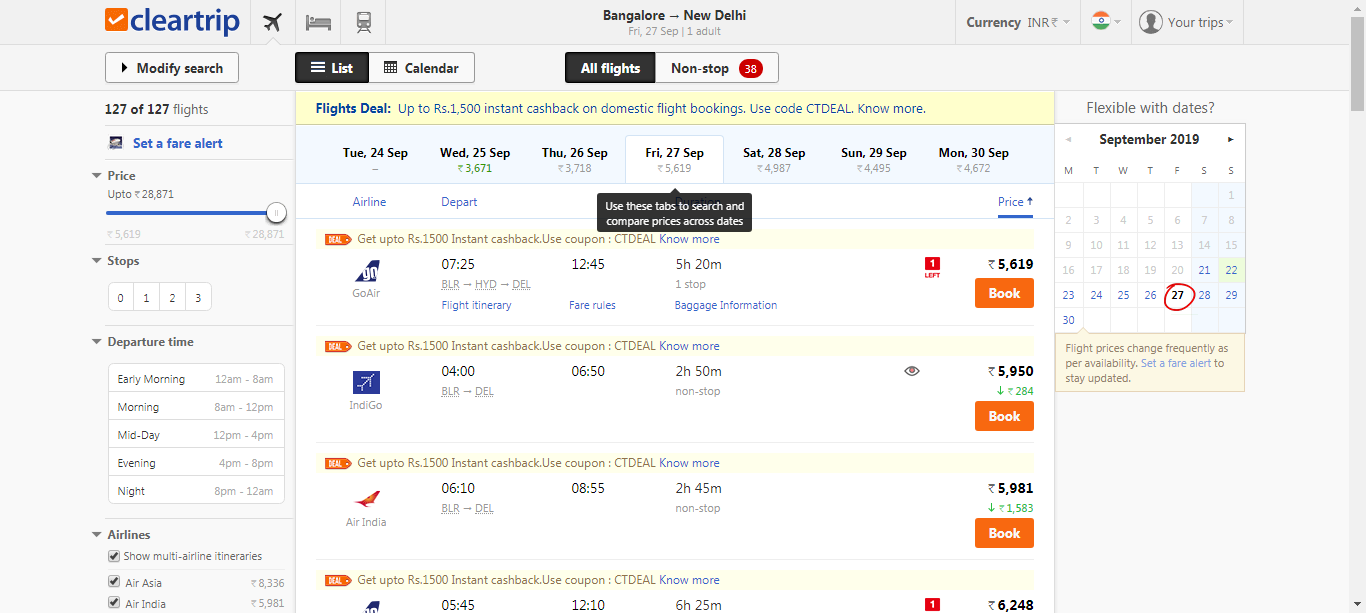 cleartrip
Bangalore → New Delhi
Fri, 27 Sep | 1 adult
Currency INR ₹
Your trips
Modify search
List
Calendar
All flights
Non-stop 38
127 of 127 flights
Set a fare alert
Price
Upto ₹ 28,871
₹ 5,619 ₹ 28,871
Stops
0 1 2 3
Departure time
Early Morning 12am - 8am
Morning 8am - 12pm
Mid-Day 12pm - 4pm
Evening 4pm - 8pm
Night 8pm - 12am
Airlines
Show multi-airline itineraries
Air Asia ₹ 8,336
Air India ₹ 5,981
Flights Deal: Up to Rs.1,500 instant cashback on domestic flight bookings. Use code CTDEAL. Know more.
Tue, 24 Sep Wed, 25 Sep Thu, 26 Sep Fri, 27 Sep Sat, 28 Sep Sun, 29 Sep Mon, 30 Sep
– ₹ 3,671 ₹ 3,718 ₹ 5,619 ₹ 4,987 ₹ 4,495 ₹ 4,672
Airline Depart Price ↑
Use these tabs to search and
compare prices across dates
DEAL Get upto Rs.1500 Instant cashback.Use coupon : CTDEAL Know more
go 07:25 12:45 5h 20m 1 ₹ 5,619
GoAir BLR → HYD → DEL 1 stop LEFT
Book
Flight itinerary Fare rules Baggage Information
DEAL Get upto Rs.1500 Instant cashback.Use coupon : CTDEAL Know more
04:00 06:50 2h 50m ₹ 5,950
IndiGo BLR → DEL non-stop ↓ ₹ 284
Book
DEAL Get upto Rs.1500 Instant cashback.Use coupon : CTDEAL Know more
06:10 08:55 2h 45m ₹ 5,981
Air India BLR → DEL non-stop ↓ ₹ 1,583
Book
DEAL Get upto Rs.1500 Instant cashback.Use coupon : CTDEAL Know more
05:45 12:10 6h 25m 1 ₹ 6,248
Flexible with dates?
September 2019
M T W T F S S
1
2 3 4 5 6 7 8
9 10 11 12 13 14 15
16 17 18 19 20 21 22
23 24 25 26 27 28 29
30
Flight prices change frequently as
per availability. Set a fare alert to
stay updated.